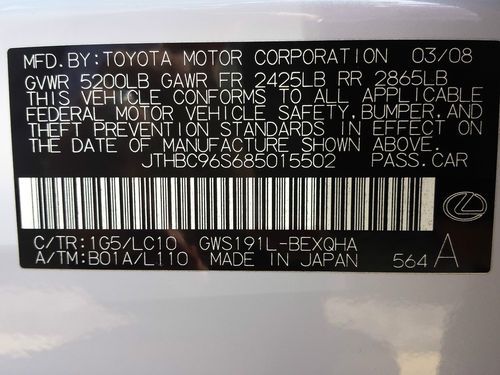 MFD.BY:TOYOTA MOTOR CORPORATION 03/08
GVWR 5200LB GAWR FR 2425LB RR 2865LB
THIS VEHICLE CONFORMS TO ALL APPLICABLE
FEDERAL MOTOR VEHICLE SAFETY,BUMPER,AND
THEFT PREVENTION STANDARDS IN EFFECT ON
THE DATE OF MANUFACTURE SHOWN ABOVE.
JTHBC96S685015502 PASS.CAR
C/TR:1G5/LC10 GWS191L-BEXQHA
A/TM:B01A/L110 MADE IN JAPAN 564 A